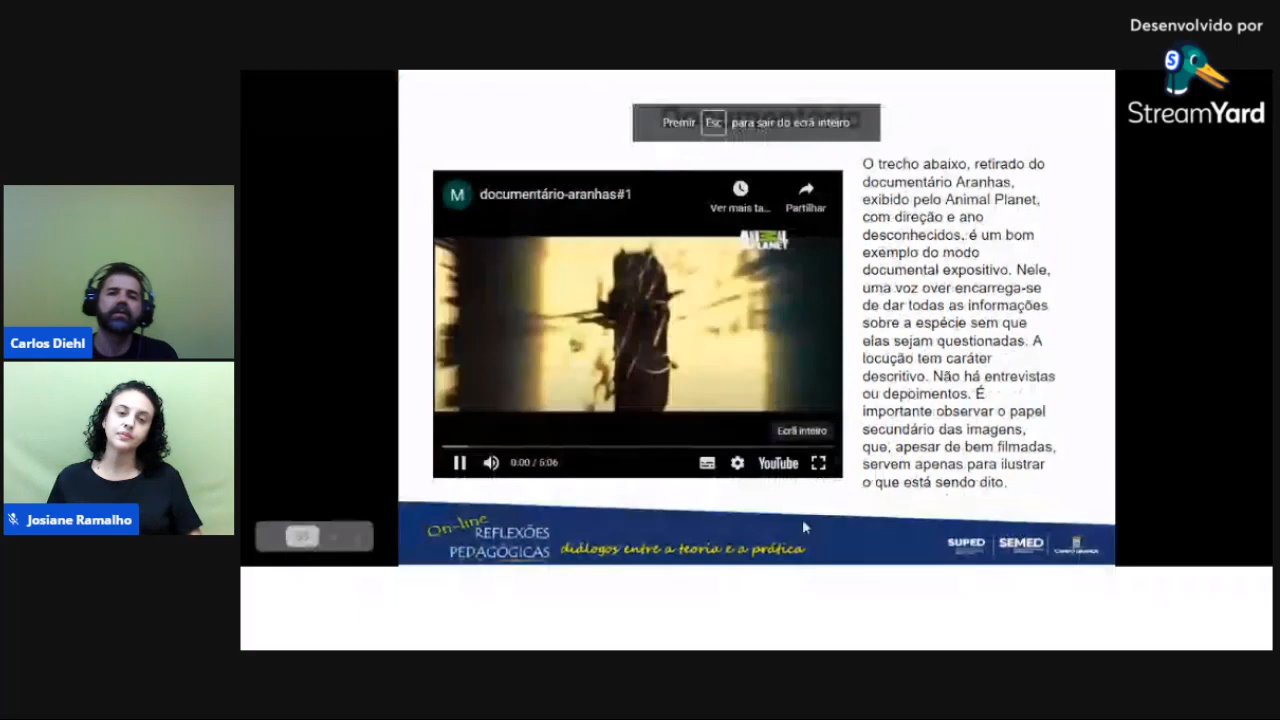 Desenvolvido por
StreamYard
Premir Esc para sair do ecrã inteiro
M documentário-aranhas#1
Ver mais ta...
Partilhar
ANIMAL
PLANET
Ecrã inteiro
0:00 / 5:06
YouTube
O trecho abaixo, retirado do
documentário Aranhas,
exibido pelo Animal Planet,
com direção e ano
desconhecidos, é um bom
exemplo do modo
documental expositivo. Nele,
uma voz over encarrega-se
de dar todas as informações
sobre a espécie sem que
elas sejam questionadas. A
locução tem caráter
descritivo. Não há entrevistas
ou depoimentos. É
importante observar o papel
secundário das imagens,
que, apesar de bem filmadas,
servem apenas para ilustrar
o que está sendo dito.
Carlos Diehl
Josiane Ramalho
On-line
REFLEXÕES
PEDAGÓGICAS
diálogos entre a teoria e a prática
SUPED
SEMED
CAMPO GRANDE